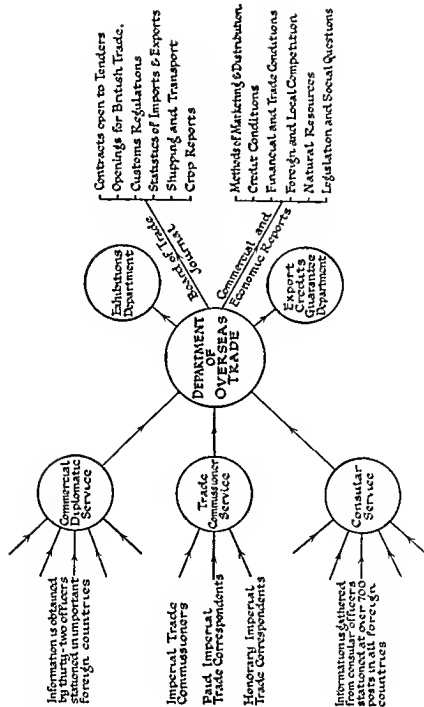 Information is obtained
by thirty-two officers
stationed in important
foreign countries
Commercial
Diplomatic
Service
Imperial Trade
Commissioners
Paid Imperial
Trade Correspondents
Honorary Imperial
Trade Correspondents
Trade
Commissioner
Service
Information is gathered
from consular officers
stationed at over 700
posts in all foreign
countries
Consular
Service
DEPARTMENT
OF
OVERSEAS
TRADE
Exhibitions
Department
Export
Credits
Guarantee
Department
Board of Trade
Journal
Contracts open to Tenders
Openings for British Trade.
Customs Regulations
Statistics of Imports & Exports
Shipping and Transport
Crop Reports
Commercial and
Economic Reports
Methods of Marketing & Distribution.
Credit Conditions
Financial and Trade Conditions
Foreign and Local Competition
Natural Resources
Legislation and Social Questions